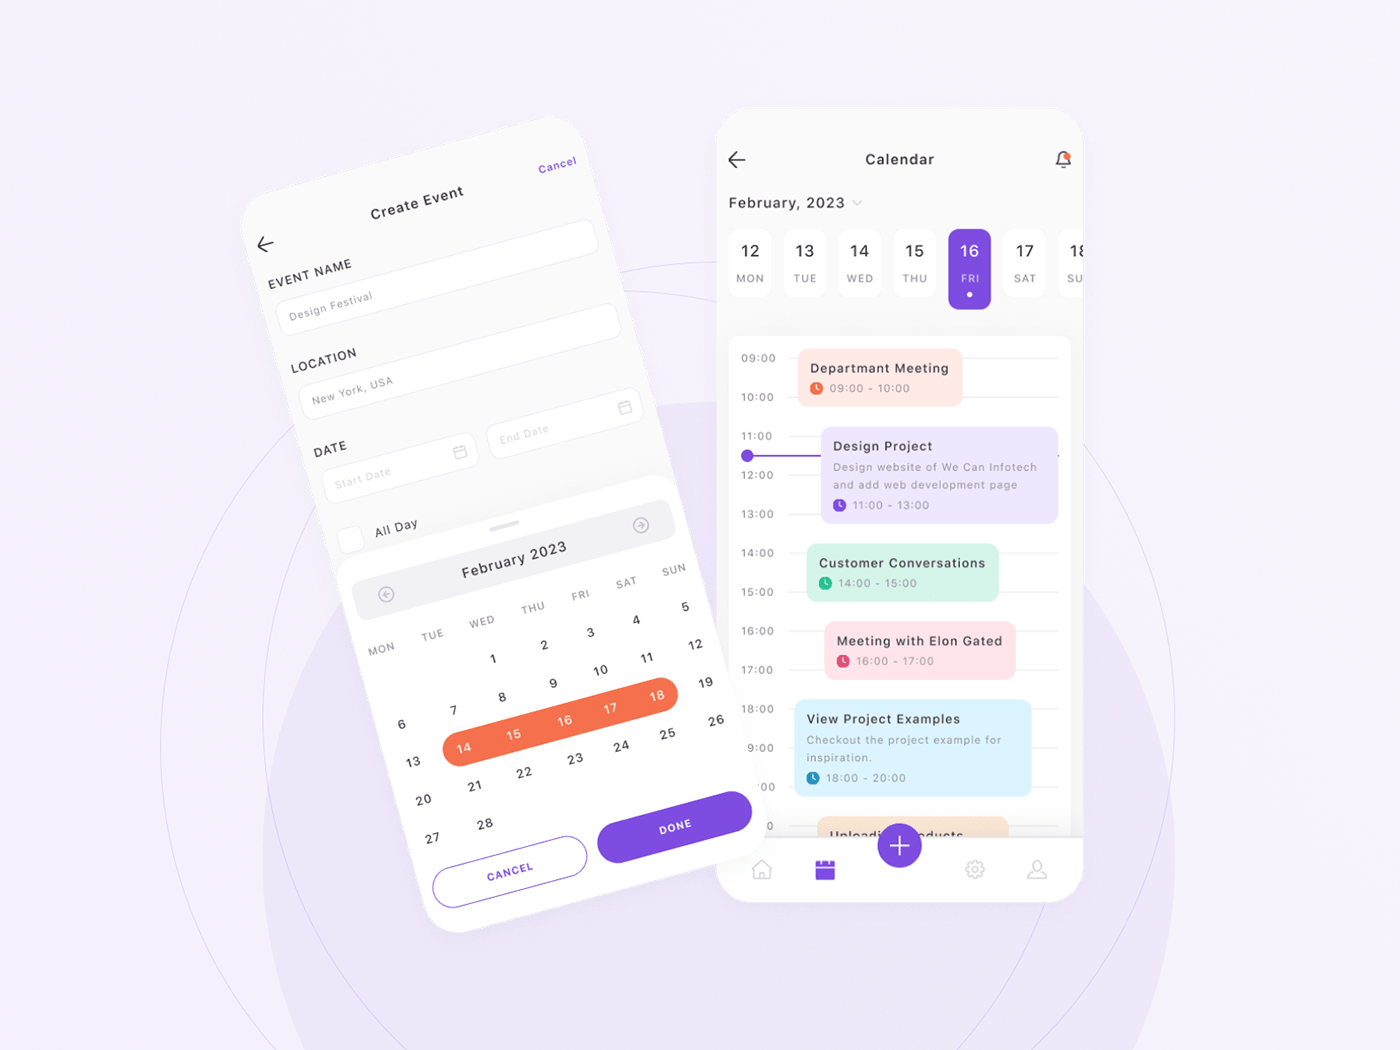 Cancel
Create Event
EVENT NAME
Design Festival
LOCATION
New York, USA
DATE
Start Date
End Date
All Day
February 2023
MON TUE WED THU FRI SAT SUN
1 2 3 4 5
6 7 8 9 10 11 12
13 14 15 16 17 18 19
20 21 22 23 24 25 26
27 28
CANCEL
DONE
Calendar
February, 2023
12 13 14 15 16 17 18
MON TUE WED THU FRI SAT SU
09:00
Departmant Meeting
09:00 - 10:00
10:00
11:00
Design Project
Design website of We Can Infotech
12:00
and add web development page
11:00 - 13:00
13:00
14:00
Customer Conversations
14:00 - 15:00
15:00
16:00
Meeting with Elon Gated
16:00 - 17:00
17:00
18:00
View Project Examples
Checkout the project example for
9:00
inspiration.
18:00 - 20:00
:00